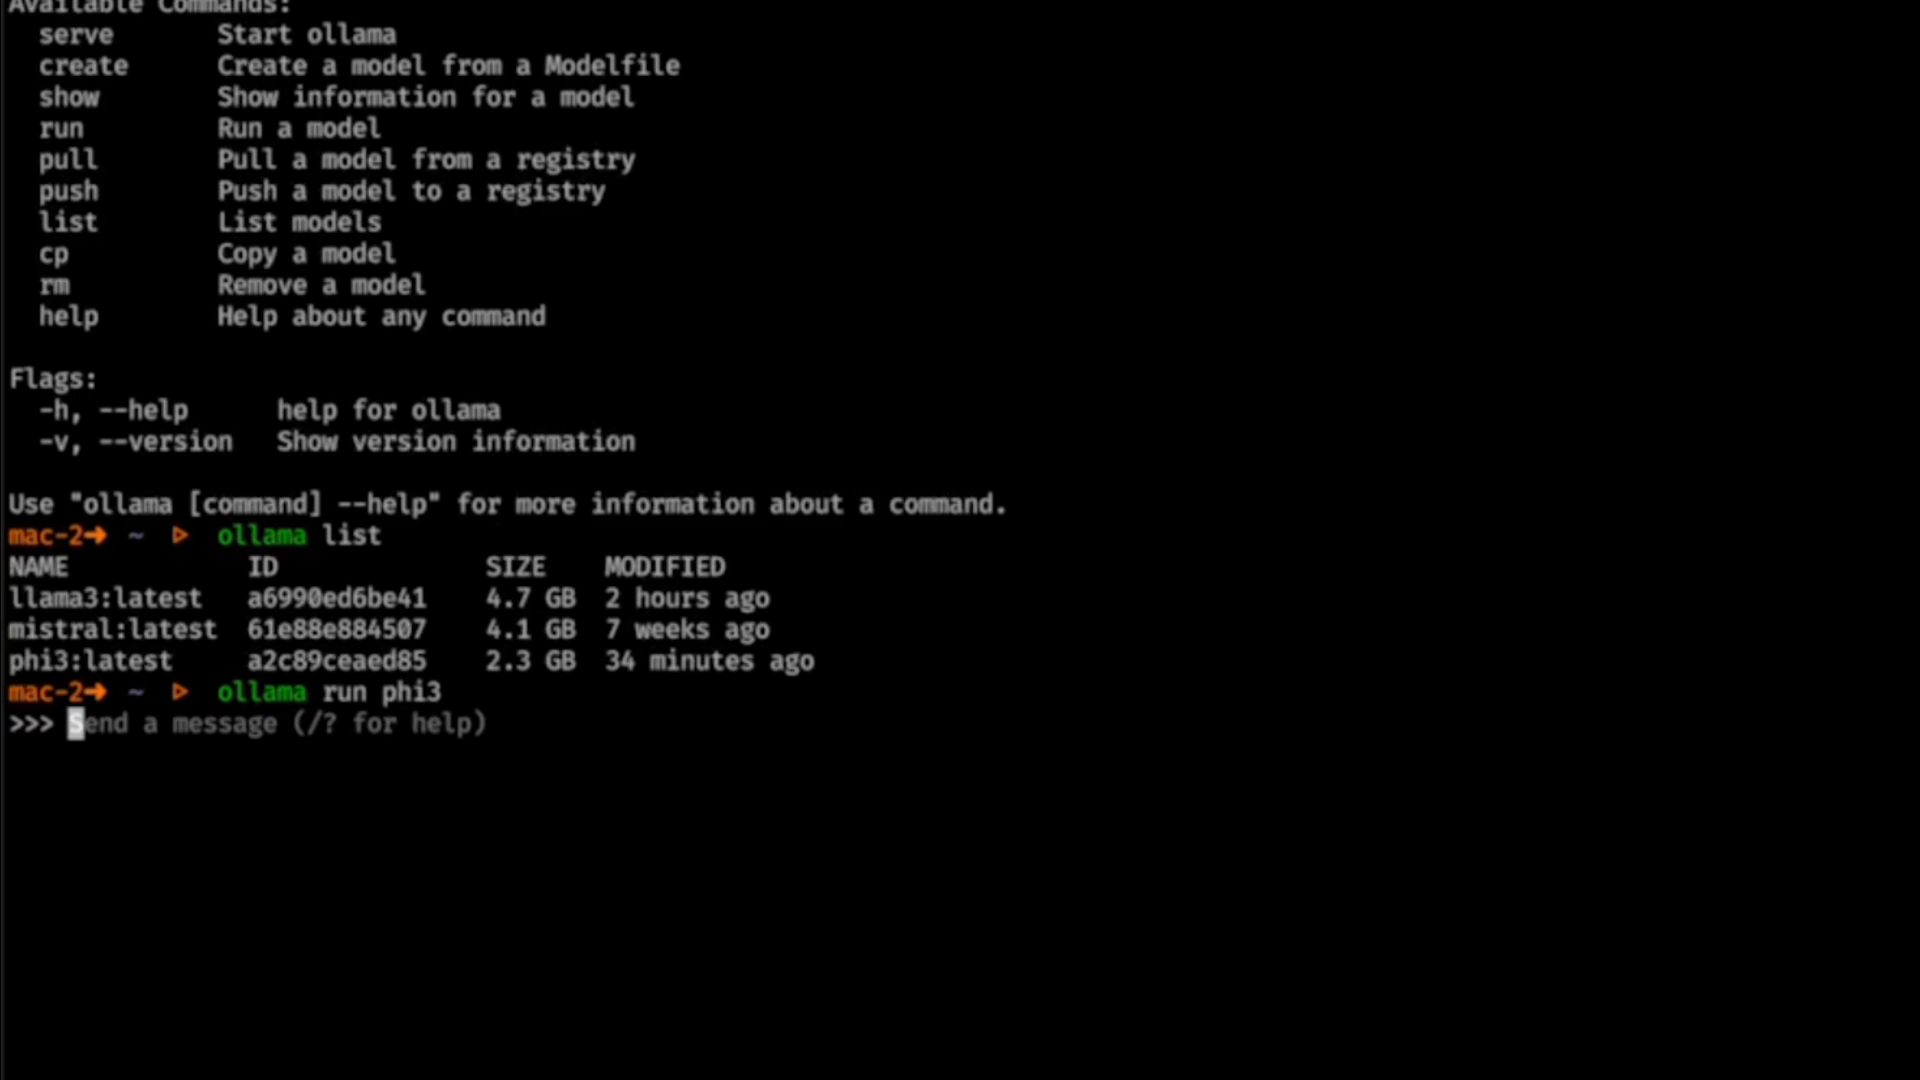 Available Commands:
serve Start ollama
create Create a model from a Modelfile
show Show information for a model
run Run a model
pull Pull a model from a registry
push Push a model to a registry
list List models
cp Copy a model
rm Remove a model
help Help about any command
Flags:
-h, --help help for ollama
-v, --version Show version information
Use "ollama [command] --help" for more information about a command.
mac-2➜ ~ ▷ ollama list
NAME ID SIZE MODIFIED
llama3:latest a6990ed6be41 4.7 GB 2 hours ago
mistral:latest 61e88e884507 4.1 GB 7 weeks ago
phi3:latest a2c89ceaed85 2.3 GB 34 minutes ago
mac-2➜ ~ ▷ ollama run phi3
>>> Send a message (/? for help)